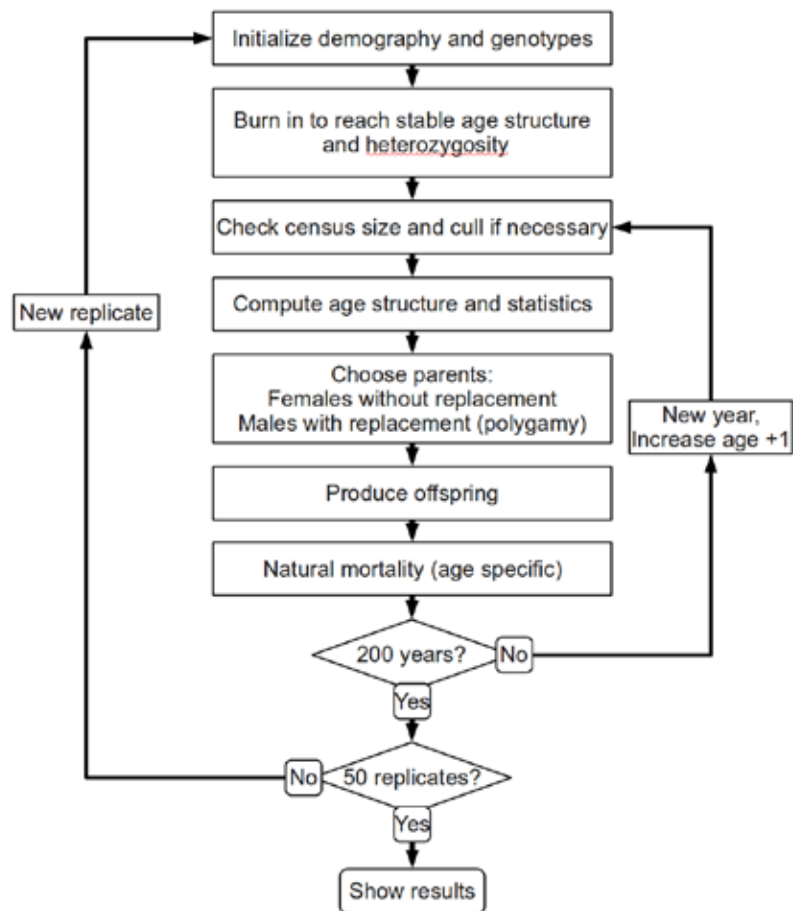 Initialize demography and genotypes
Burn in to reach stable age structure
and heterozygosity
Check census size and cull if necessary
New replicate
Compute age structure and statistics
Choose parents:
Females without replacement
Males with replacement (polygamy)
New year,
Increase age +1
Produce offspring
Natural mortality (age specific)
200 years?
No
Yes
No
50 replicates?
Yes
Show results